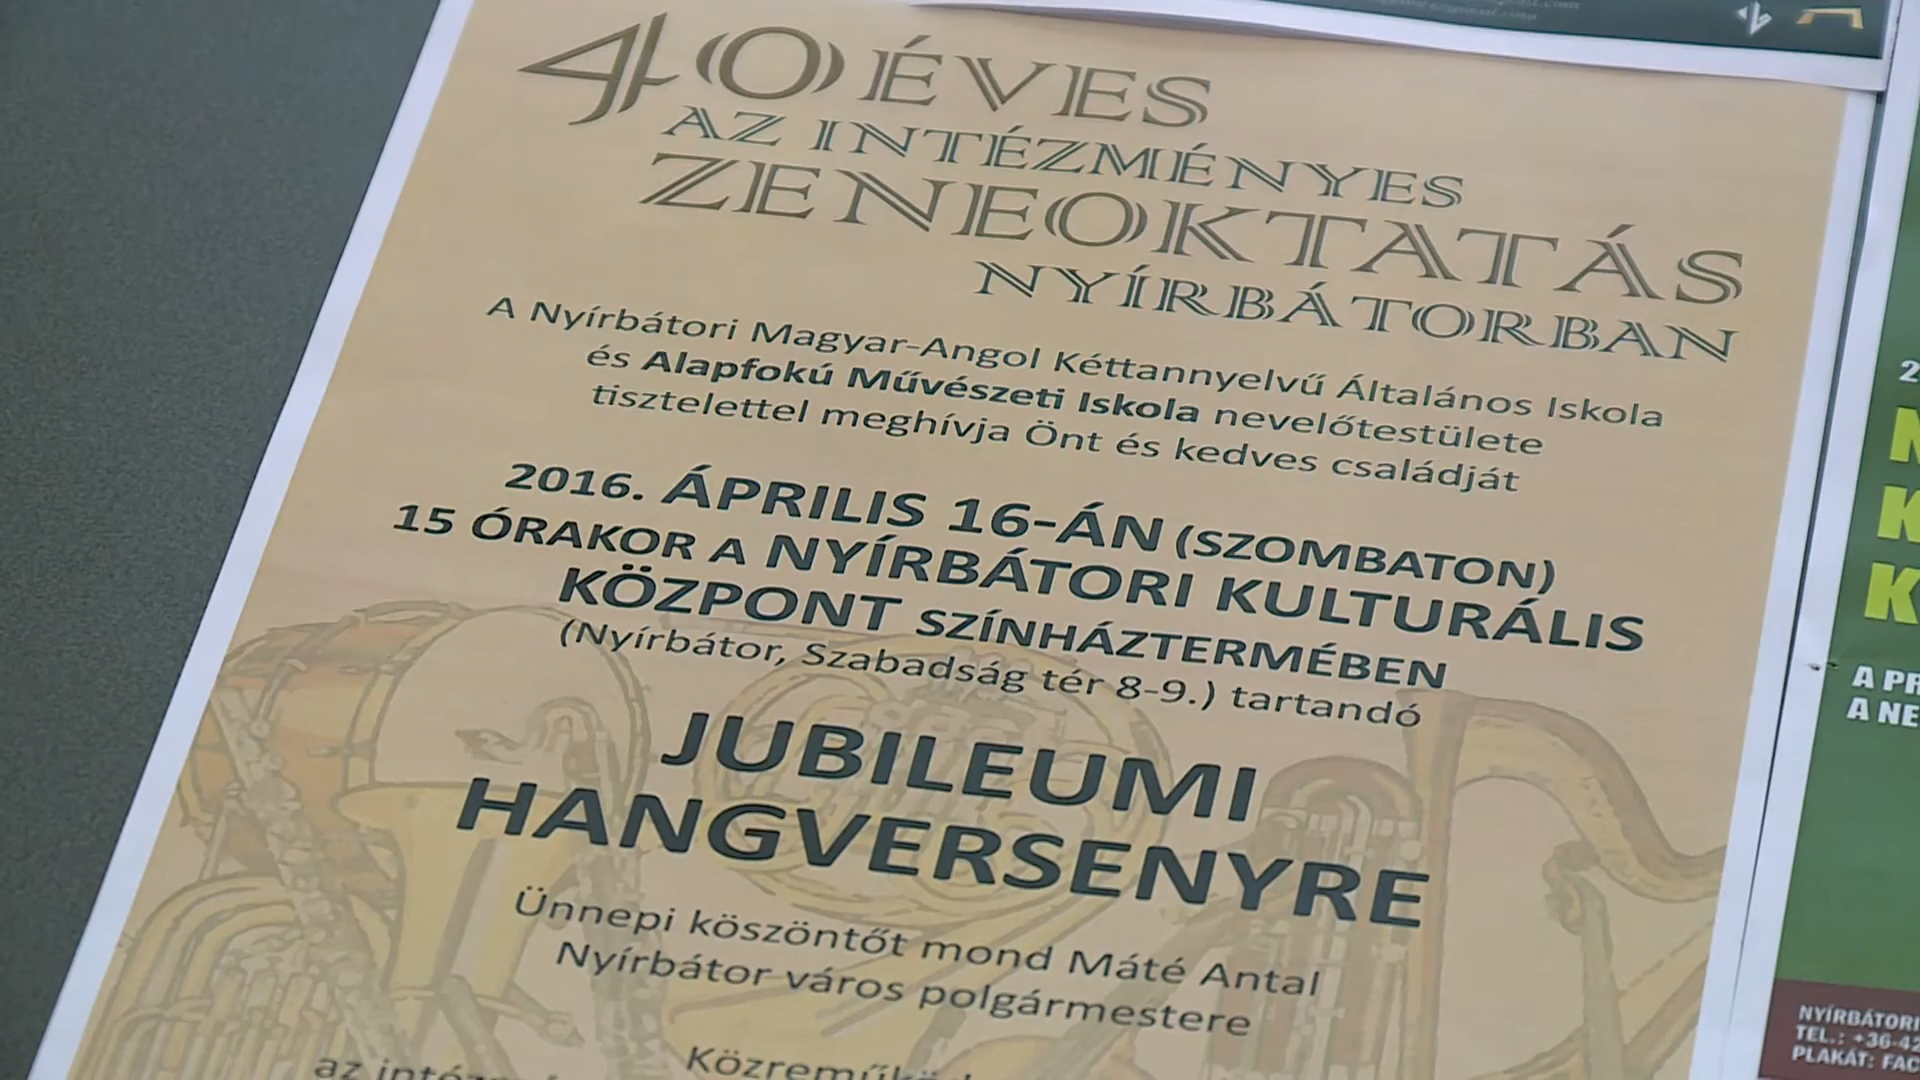 40 ÉVES
AZ INTÉZMÉNYES
ZENEOKTATÁS
NYÍRBÁTORBAN
A Nyírbátori Magyar-Angol Kéttannyelvű Általános Iskola
és Alapfokú Művészeti Iskola nevelőtestülete
tisztelettel meghívja Önt és kedves családját
2016. ÁPRILIS 16-ÁN (SZOMBATON)
15 ÓRAKOR A NYÍRBÁTORI KULTURÁLIS
KÖZPONT SZÍNHÁZTERMÉBEN
(Nyírbátor, Szabadság tér 8-9.) tartandó
JUBILEUMI
HANGVERSENYRE
Ünnepi köszöntőt mond Máté Antal
Nyírbátor város polgármestere
az
2
K
K
A PR
A NE
NYÍRBÁTORI
TEL.: +36-42
PLAKÁT: FAC